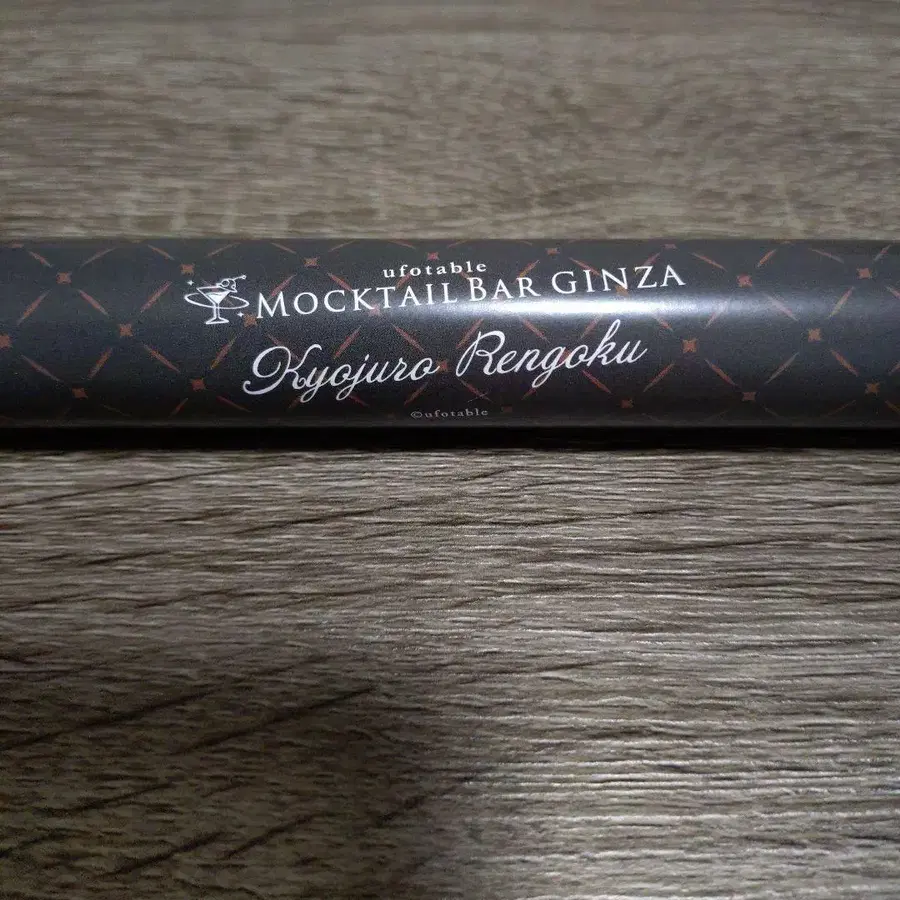 ufotable
MOCKTAIL BAR GINZA
Kyojuro Rengoku
©ufotable